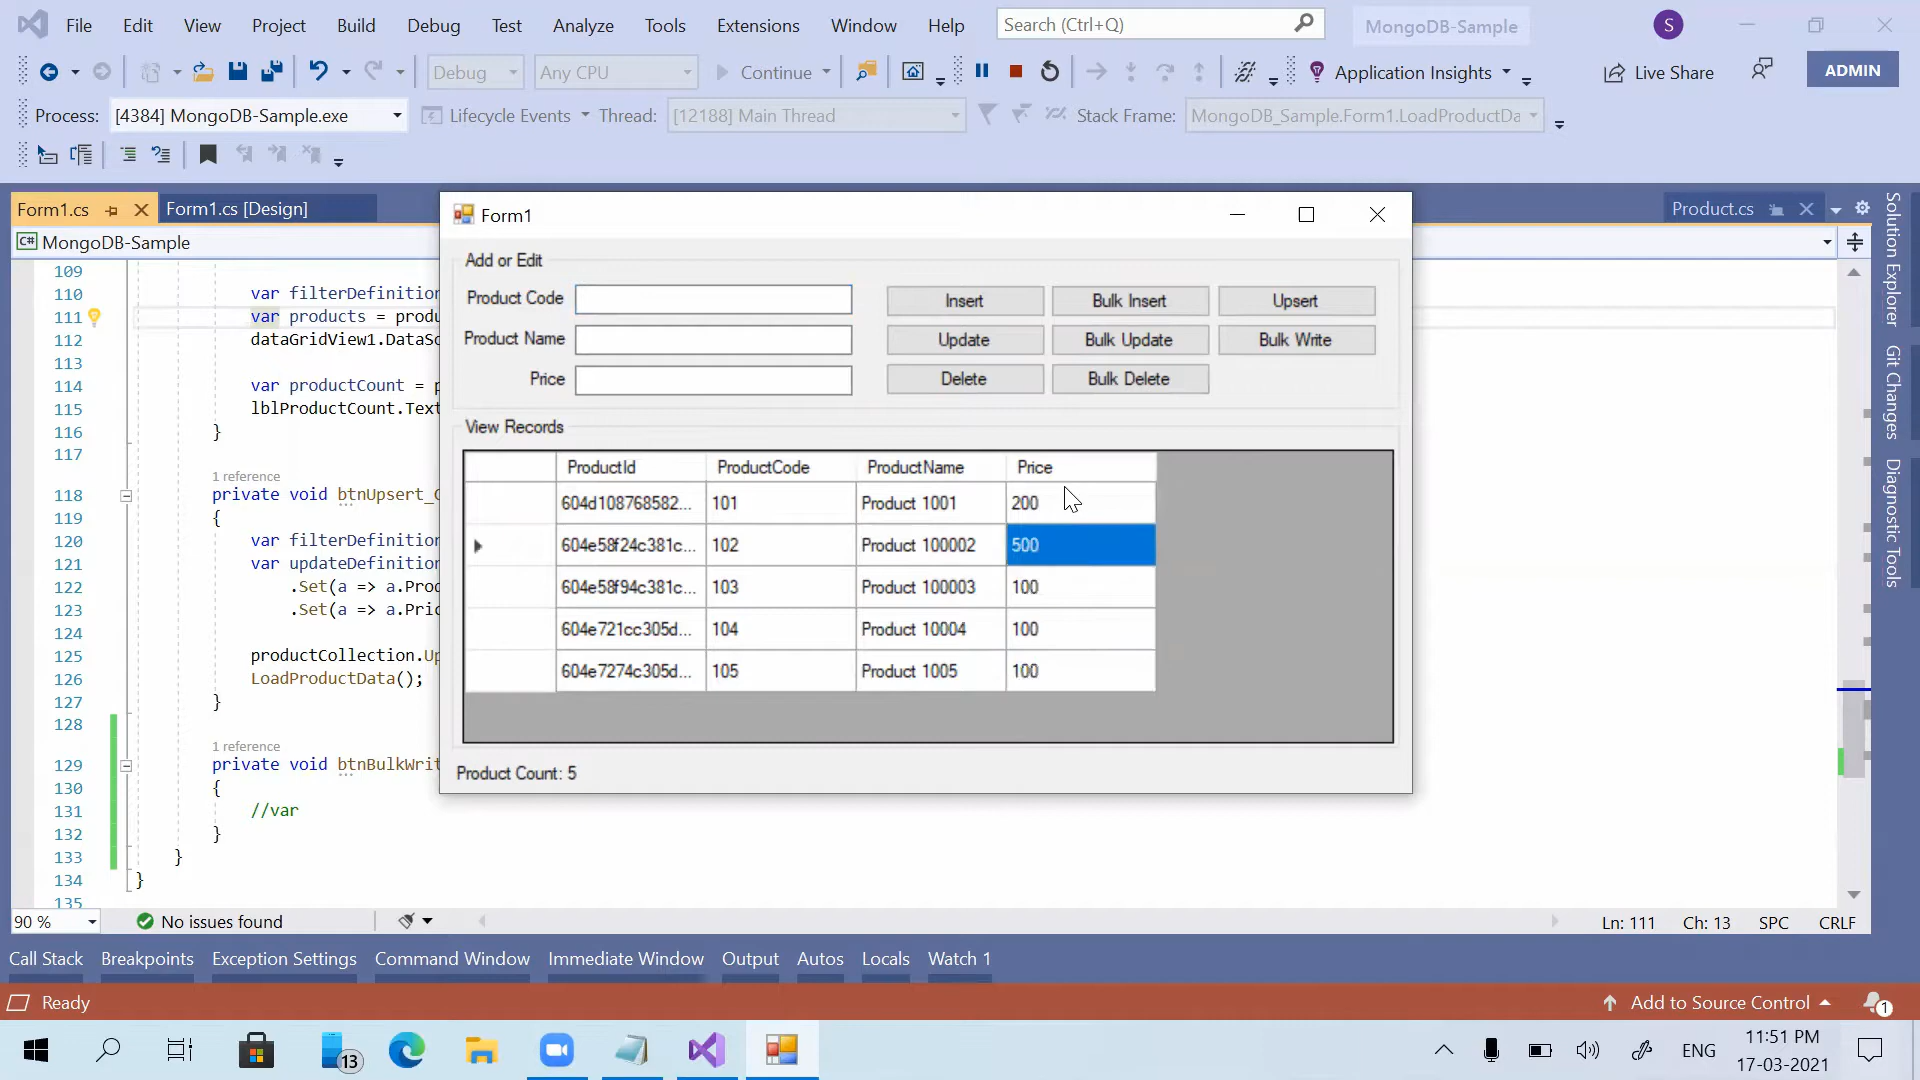 File Edit View Project Build Debug Test Analyze Tools Extensions Window Help Search (Ctrl+Q) MongoDB-Sample S
Debug Any CPU Continue Application Insights Live Share ADMIN
Process: [4384] MongoDB-Sample.exe Lifecycle Events Thread: [12188] Main Thread Stack Frame: MongoDB_Sample.Form1.LoadProductDa
Form1.cs Form1.cs [Design] Product.cs
MongoDB-Sample
Form1
Add or Edit
Product Code Insert Bulk Insert Upsert
Product Name Update Bulk Update Bulk Write
Price Delete Bulk Delete
View Records
ProductId ProductCode ProductName Price
604d108768582... 101 Product 1001 200
604e58f24c381c... 102 Product 100002 500
604e58f94c381c... 103 Product 100003 100
604e721cc305d... 104 Product 10004 100
604e7274c305d... 105 Product 1005 100
Product Count: 5
109
110 var filterDefinition
111 var products = prod
112 dataGridView1.DataSo
113
114 var productCount = p
115 lblProductCount.Text
116 }
117
1 reference
118 private void btnUpsert_C
119 {
120 var filterDefinition
121 var updateDefinition
122 .Set(a => a.Prod
123 .Set(a => a.Pric
124
125 productCollection.Up
126 LoadProductData();
127 }
128
1 reference
129 private void btnBulkWrit
130 {
131 //var
132 }
133 }
134 }
135
Solution Explorer
Git Changes
Diagnostic Tools
90 % No issues found Ln: 111 Ch: 13 SPC CRLF
Call Stack Breakpoints Exception Settings Command Window Immediate Window Output Autos Locals Watch 1
Ready Add to Source Control 1
13 ENG 11:51 PM
17-03-2021